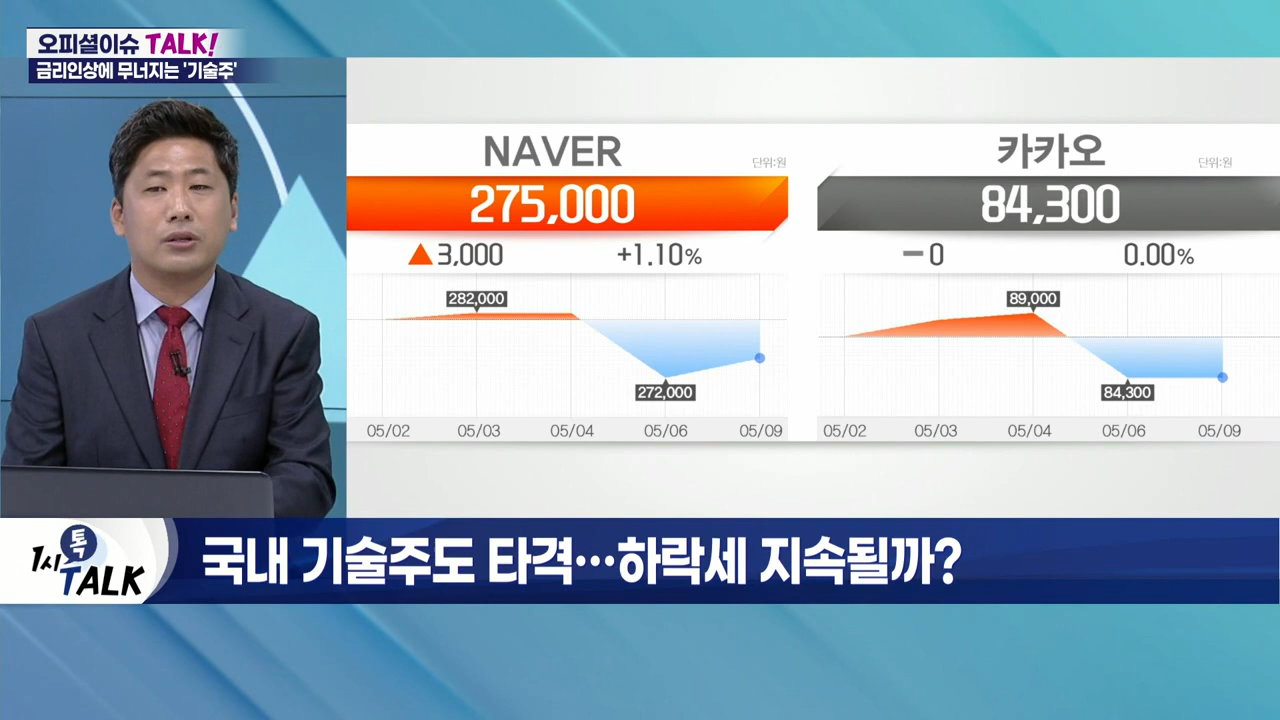 오피셜이슈 TALK!
금리인상에 무너지는 '기술주'
NAVER
단위:원
275,000
▲3,000 +1.10%
282,000
272,000
05/02 05/03 05/04 05/06 05/09
카카오
단위:원
84,300
－0 0.00%
89,000
84,300
05/02 05/03 05/04 05/06 05/09
1시 톡 TALK
국내 기술주도 타격…하락세 지속될까?